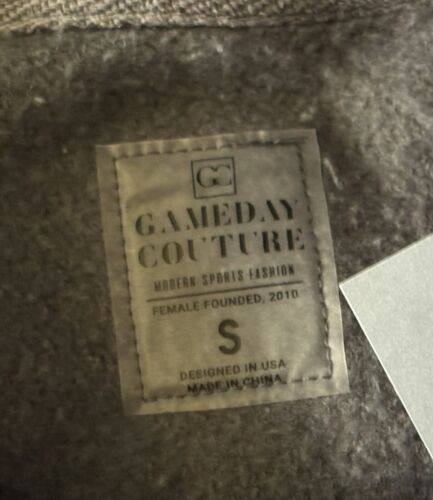 GC
GAMEDAY
COUTURE
MODERN SPORTS FASHION
FEMALE FOUNDED, 2010
S
DESIGNED IN USA
MADE IN CHINA